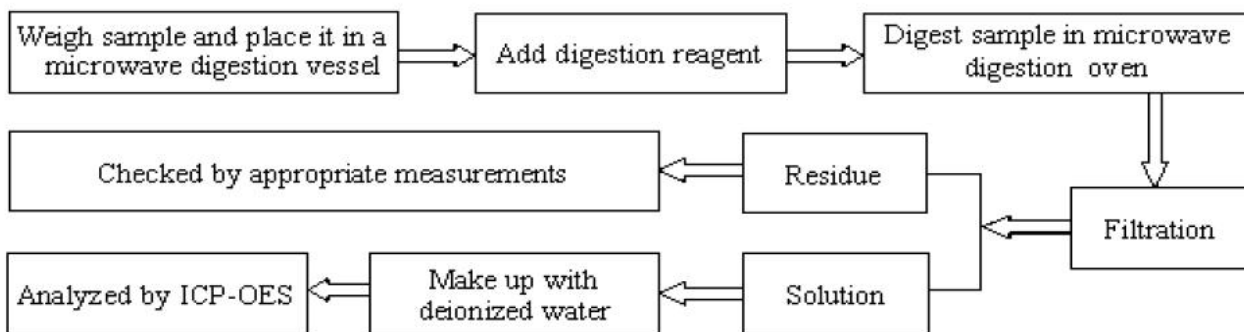 Weigh sample and place it in a
microwave digestion vessel
Add digestion reagent
Digest sample in microwave
digestion oven
Filtration
Residue
Checked by appropriate measurements
Solution
Make up with
deionized water
Analyzed by ICP-OES